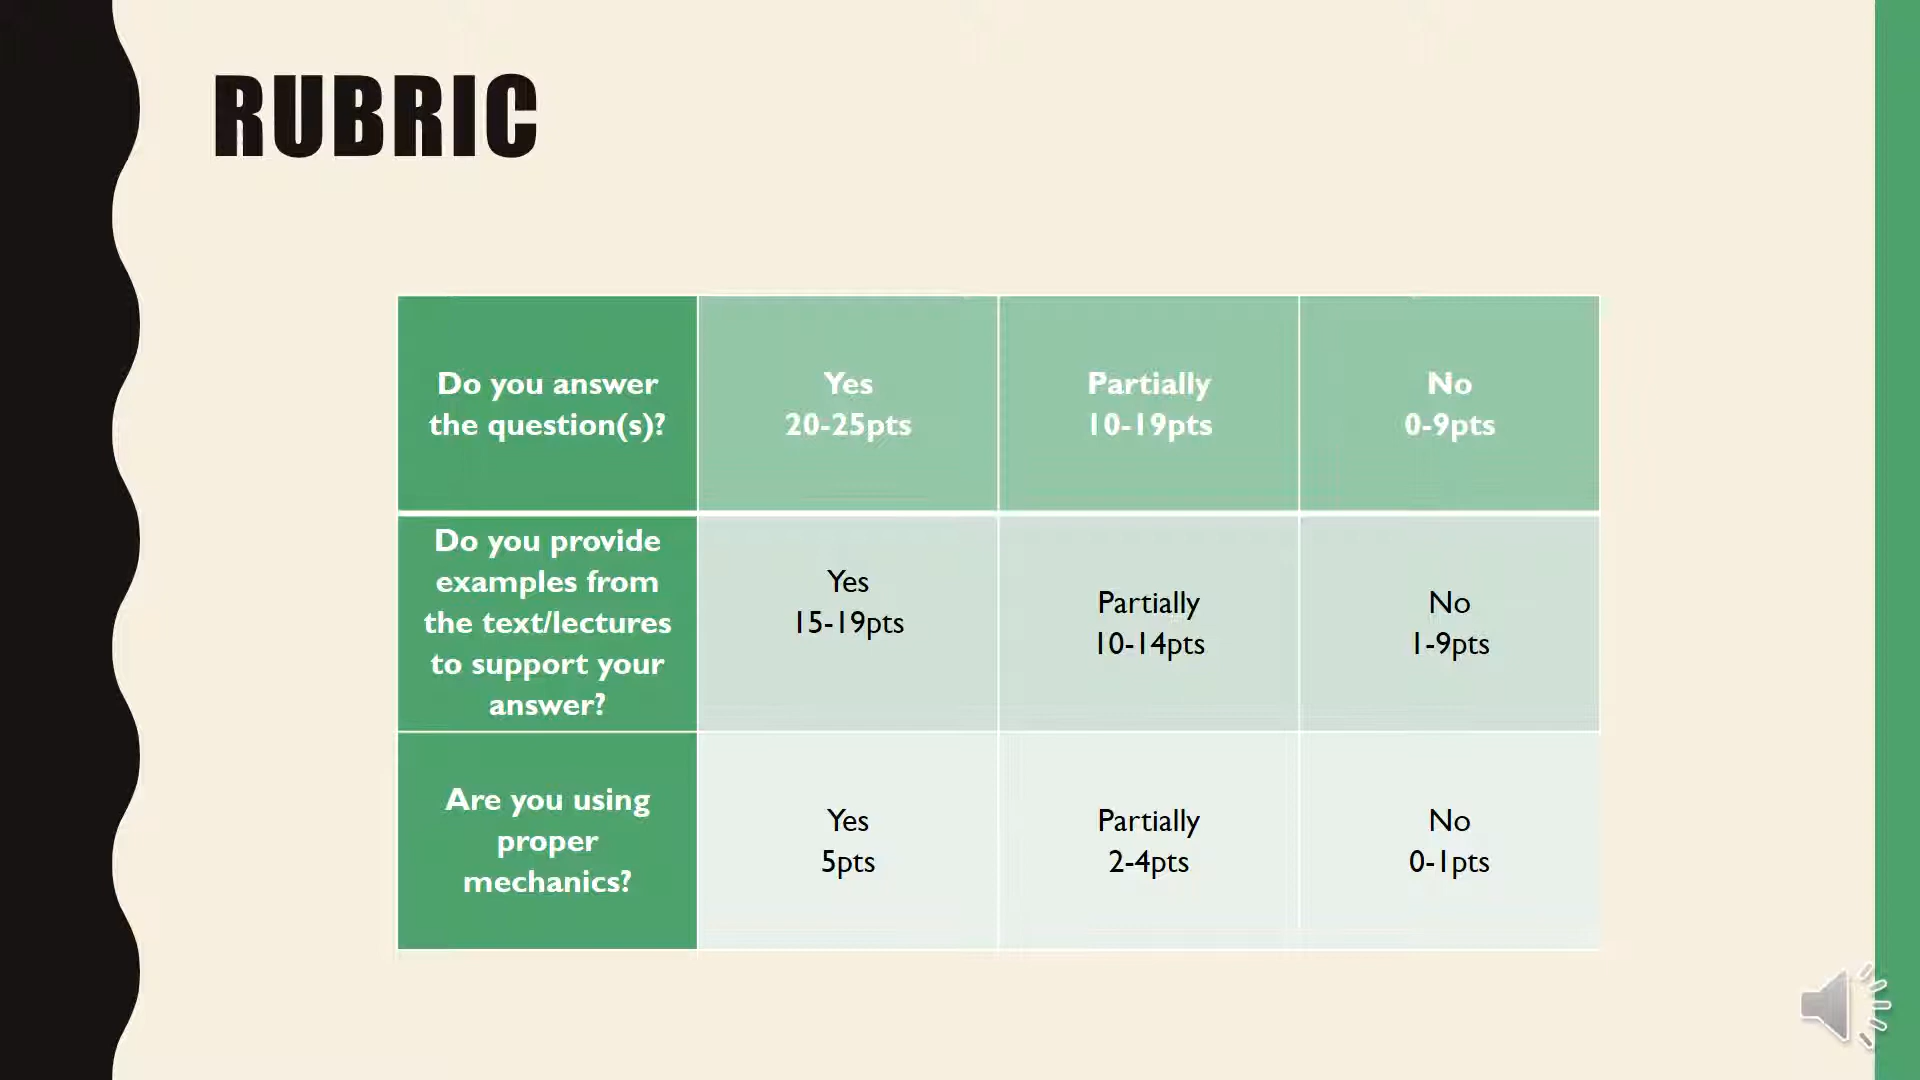 RUBRIC
Do you answer
the question(s)?
Yes
20-25pts
Partially
10-19pts
No
0-9pts
Do you provide
examples from
the text/lectures
to support your
answer?
Yes
15-19pts
Partially
10-14pts
No
1-9pts
Are you using
proper
mechanics?
Yes
5pts
Partially
2-4pts
No
0-1pts